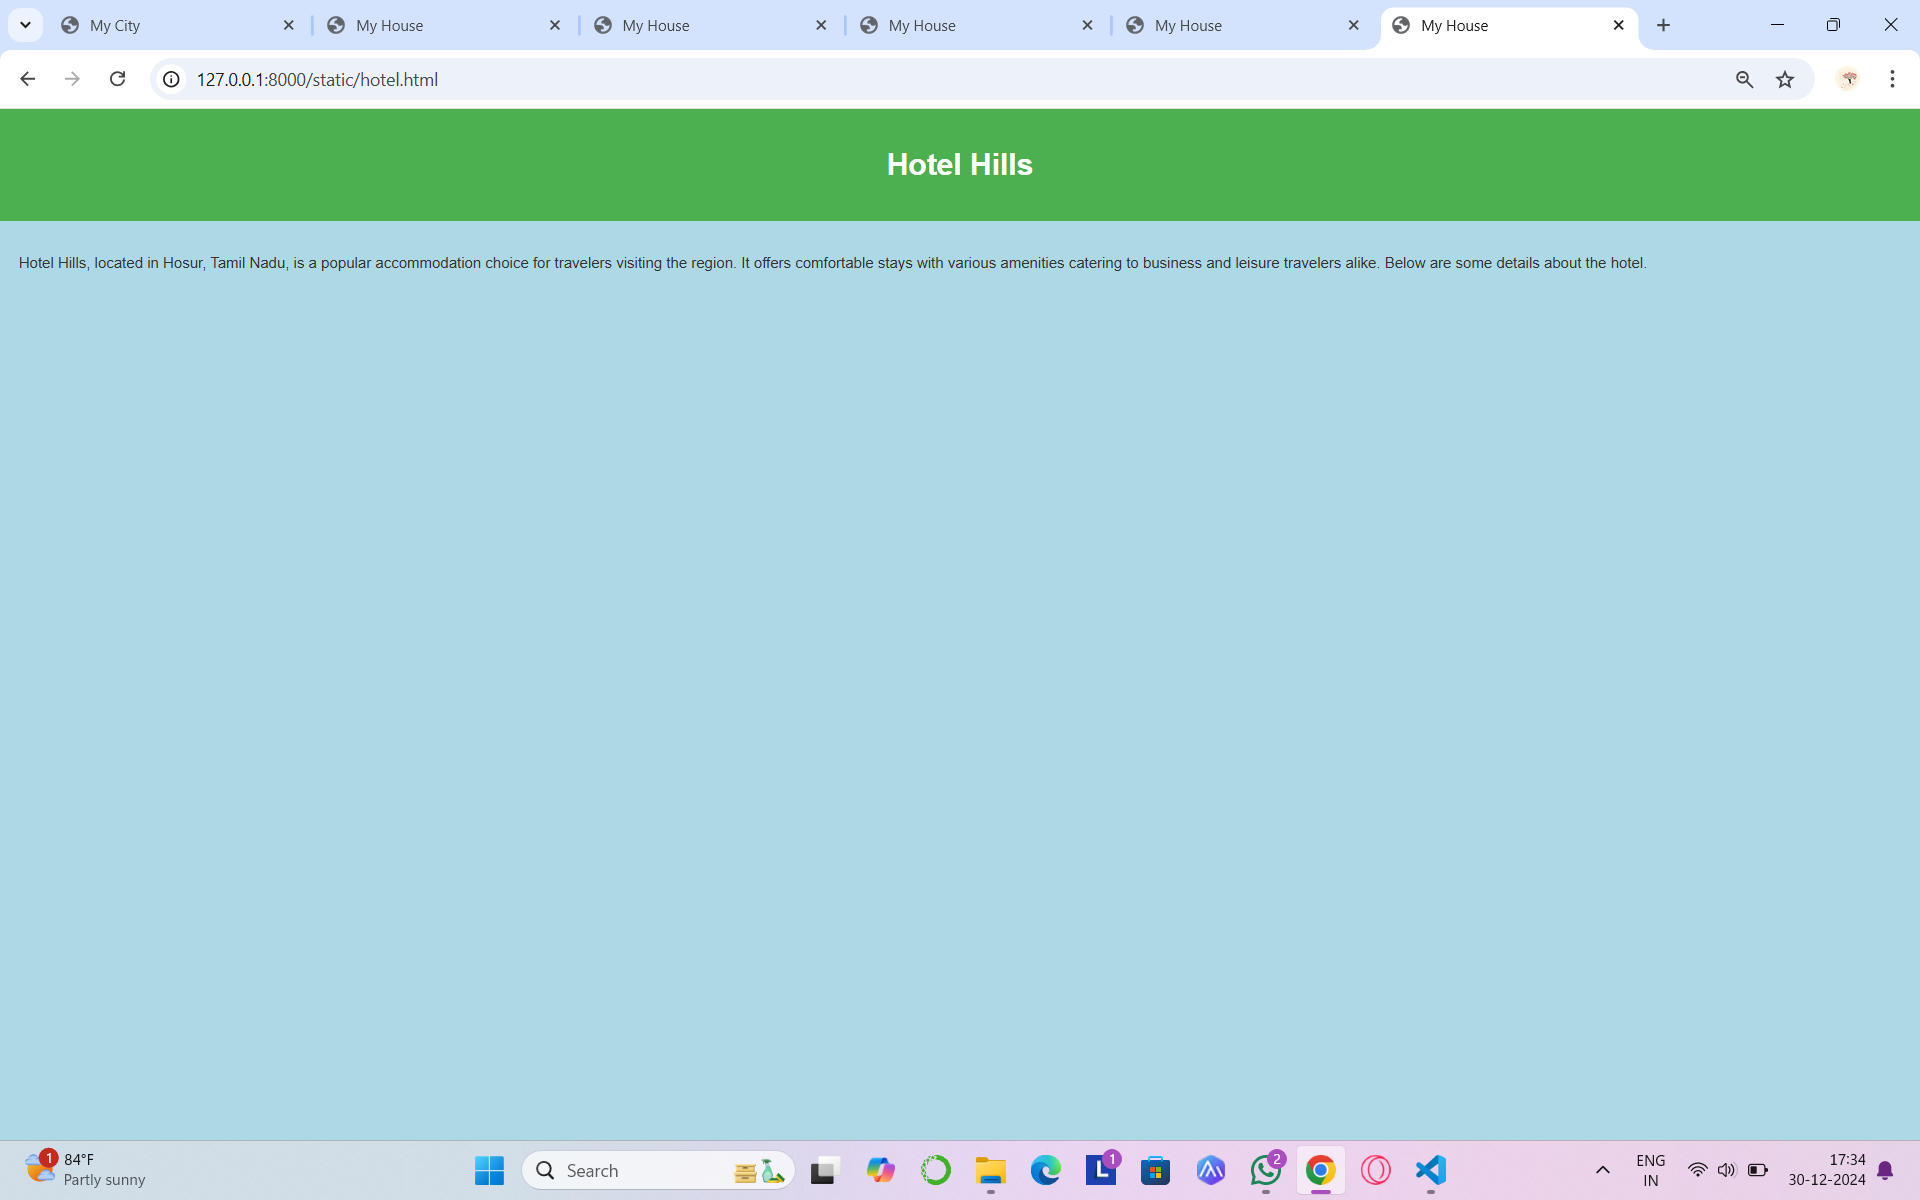 My City
My House
My House
My House
My House
My House
127.0.0.1:8000/static/hotel.html
Hotel Hills
Hotel Hills, located in Hosur, Tamil Nadu, is a popular accommodation choice for travelers visiting the region. It offers comfortable stays with various amenities catering to business and leisure travelers alike. Below are some details about the hotel.
1
84°F
Partly sunny
Search
L
1
2
ENG
IN
17:34
30-12-2024